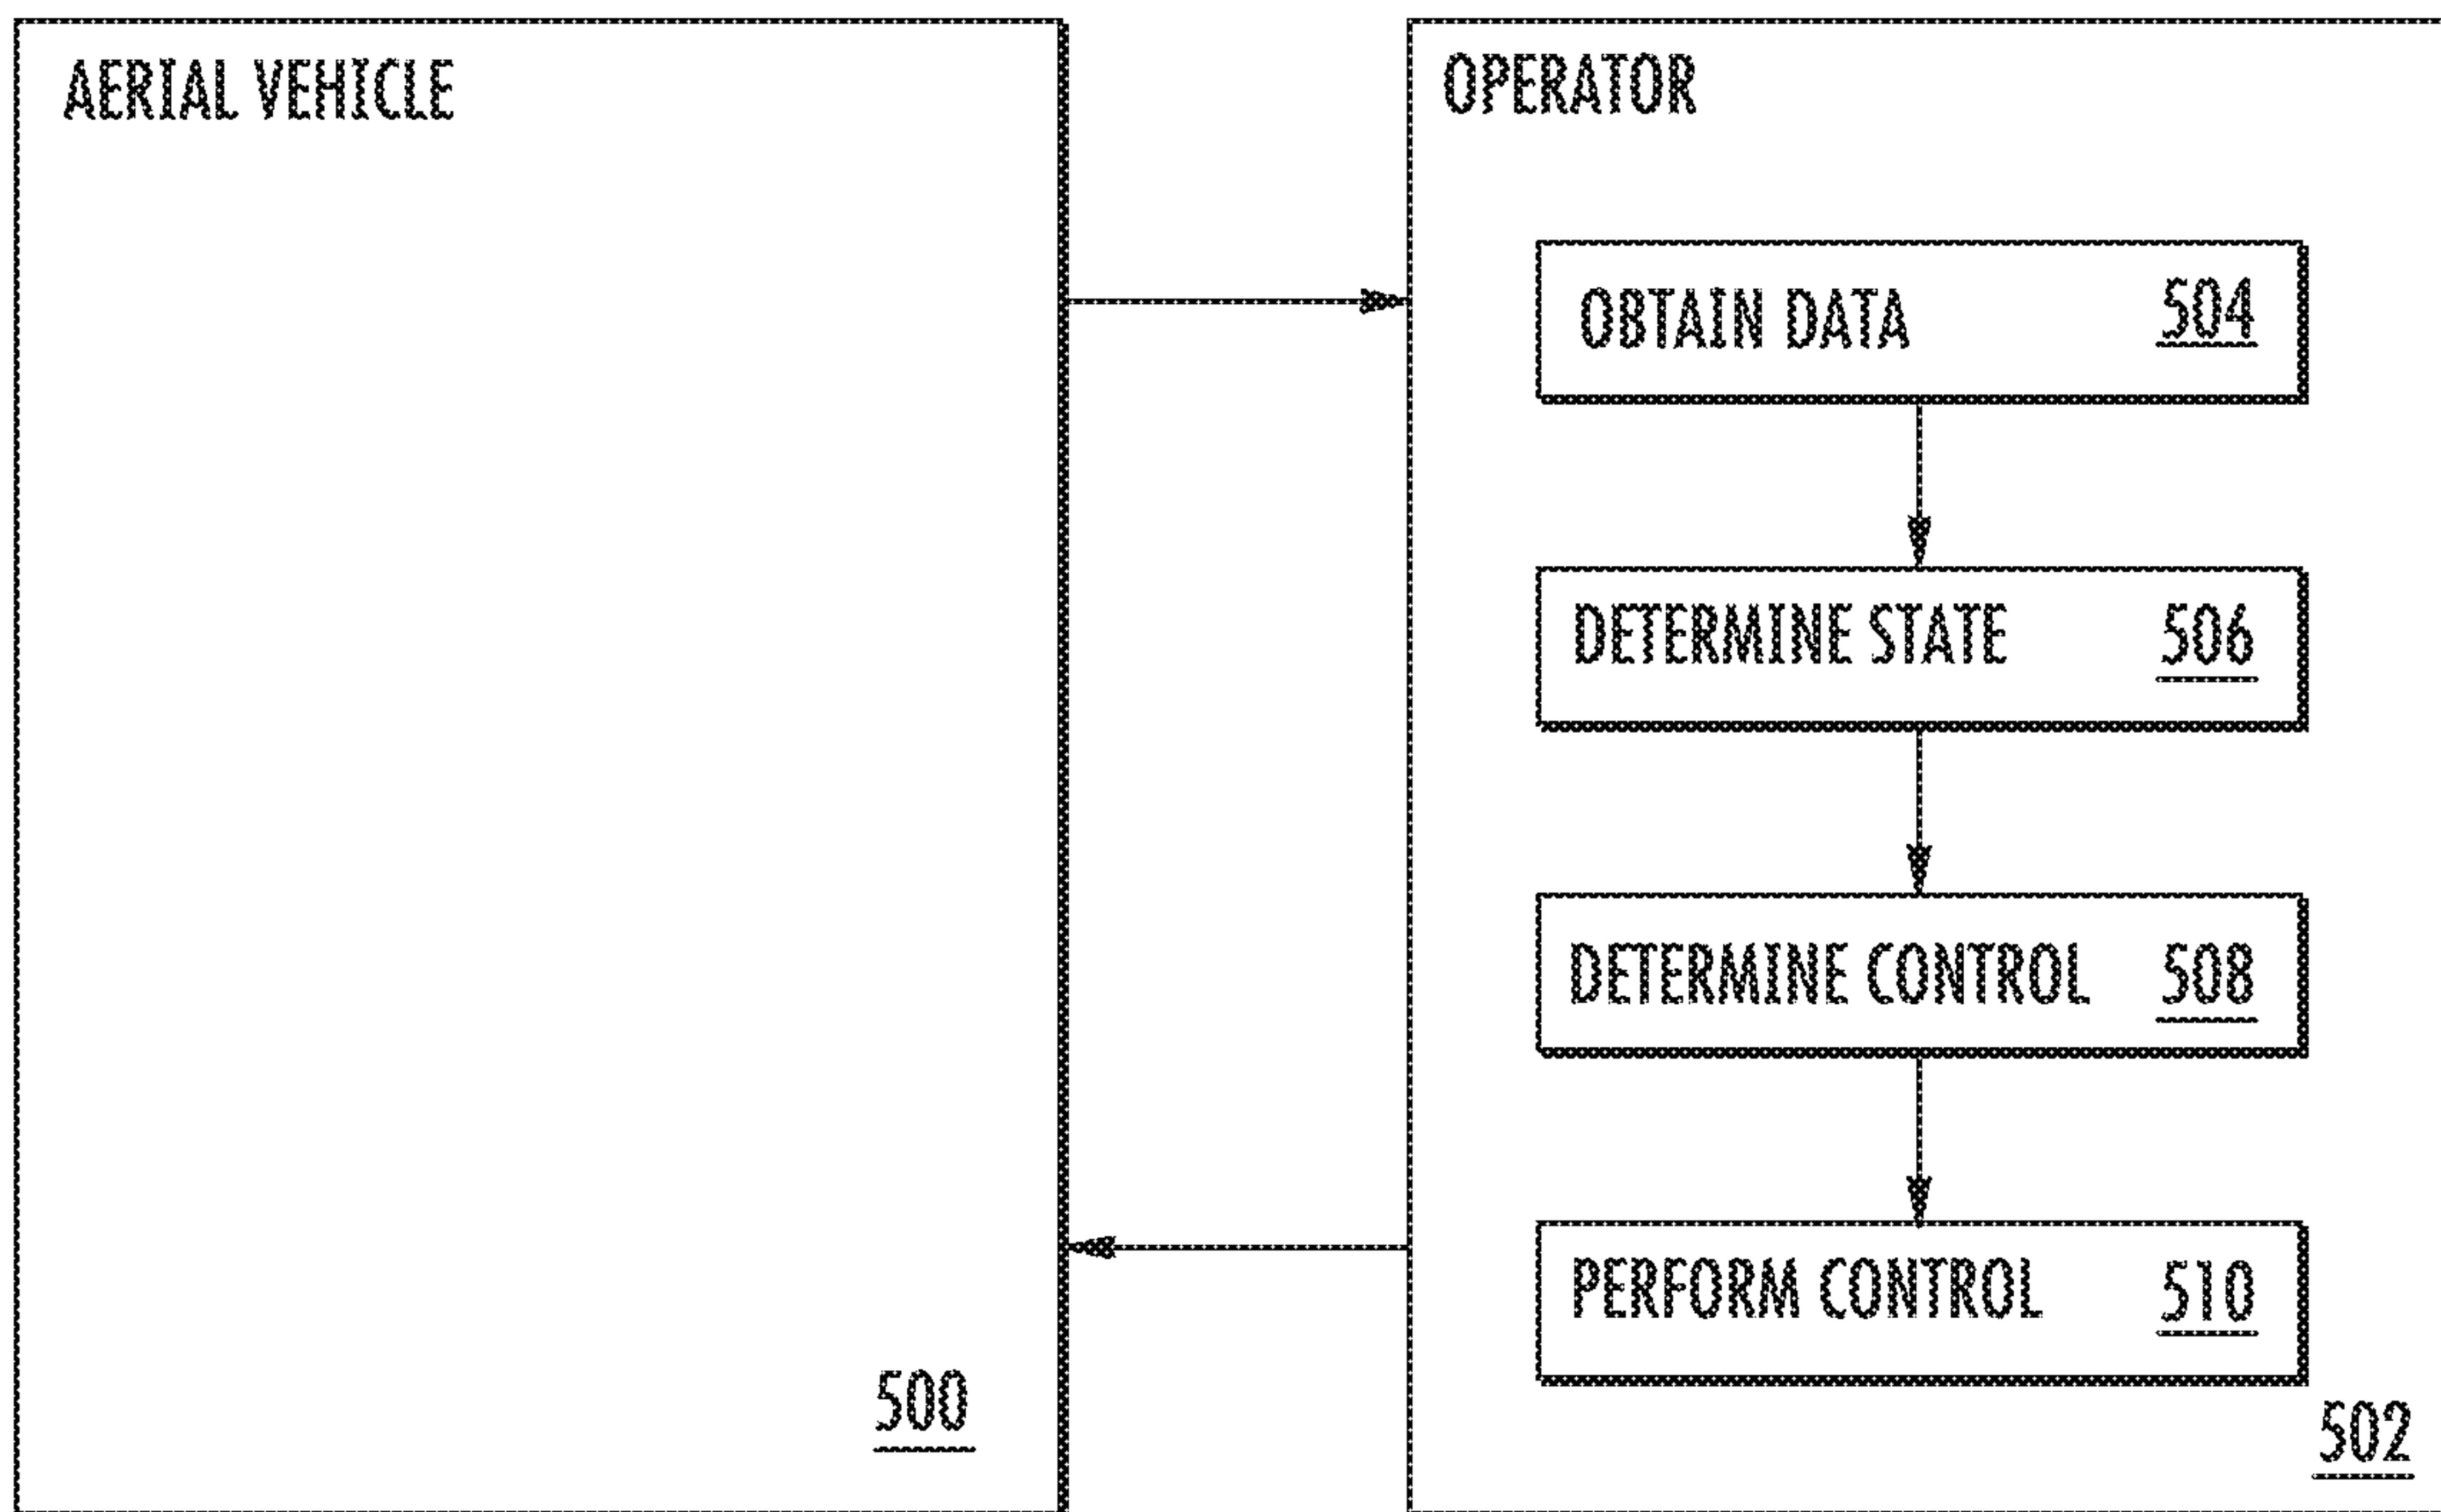 AERIAL VEHICLE
500
OPERATOR
OBTAIN DATA 504
DETERMINE STATE 506
DETERMINE CONTROL 508
PERFORM CONTROL 510
502